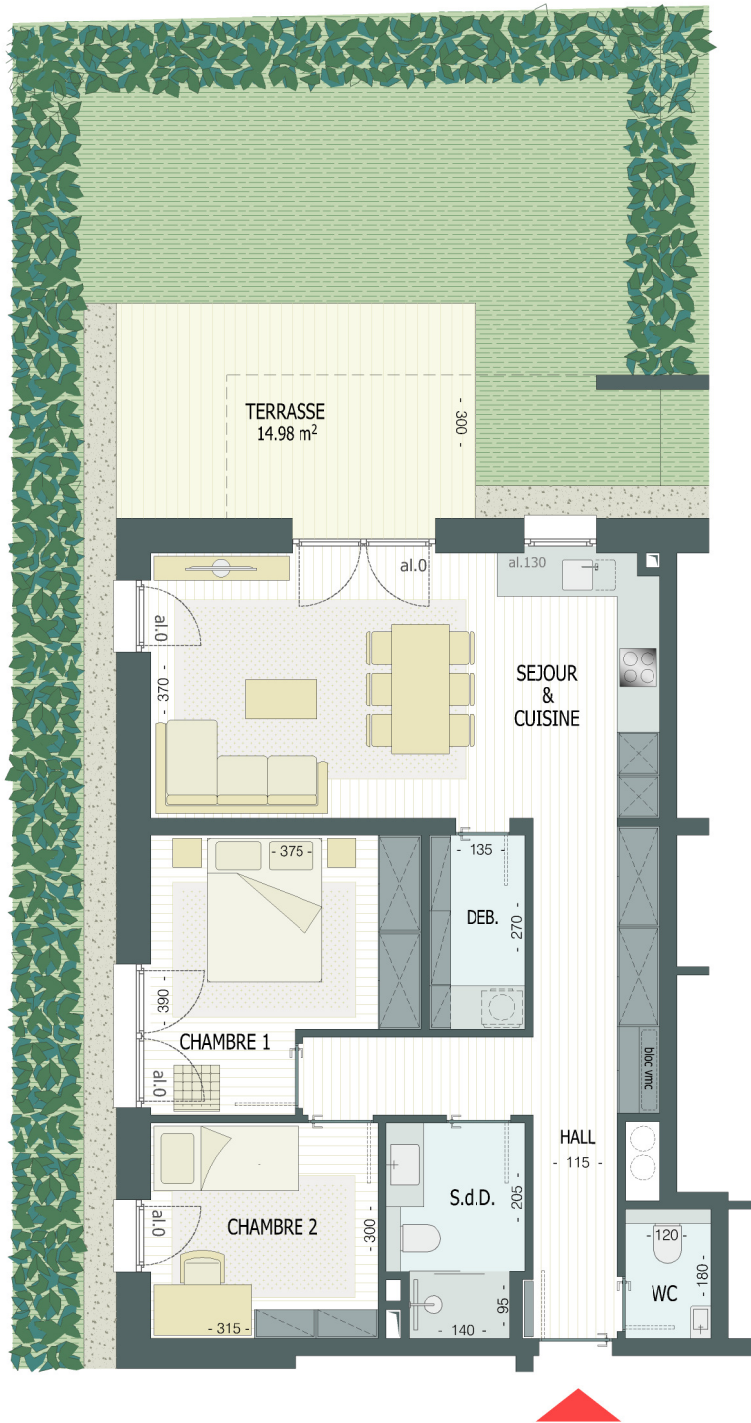 TERRASSE
14.98 m²
- 300 -
al.0
al.130
al.0
- 370 -
SEJOUR
&
CUISINE
- 375 -
- 135 -
DEB.
- 270 -
- 390 -
CHAMBRE 1
al.0
bloc vmc
HALL
- 115 -
S.d.D.
- 205 -
CHAMBRE 2
- 300 -
al.0
- 120 -
WC
- 180 -
- 315 -
- 140 -
- 95 -